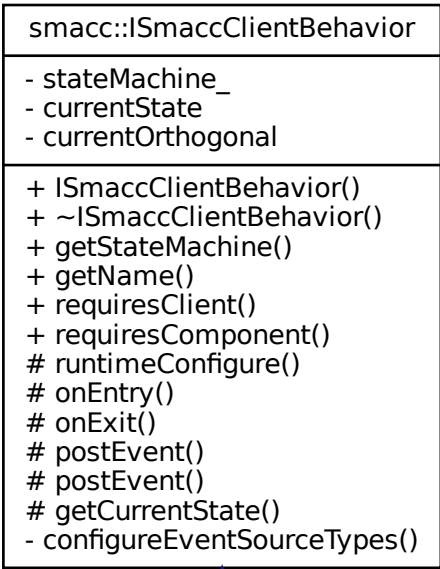 smacc::ISmaccClientBehavior
- stateMachine_
- currentState
- currentOrthogonal
+ ISmaccClientBehavior()
+ ~ISmaccClientBehavior()
+ getStateMachine()
+ getName()
+ requiresClient()
+ requiresComponent()
# runtimeConfigure()
# onEntry()
# onExit()
# postEvent()
# postEvent()
# getCurrentState()
- configureEventSourceTypes()